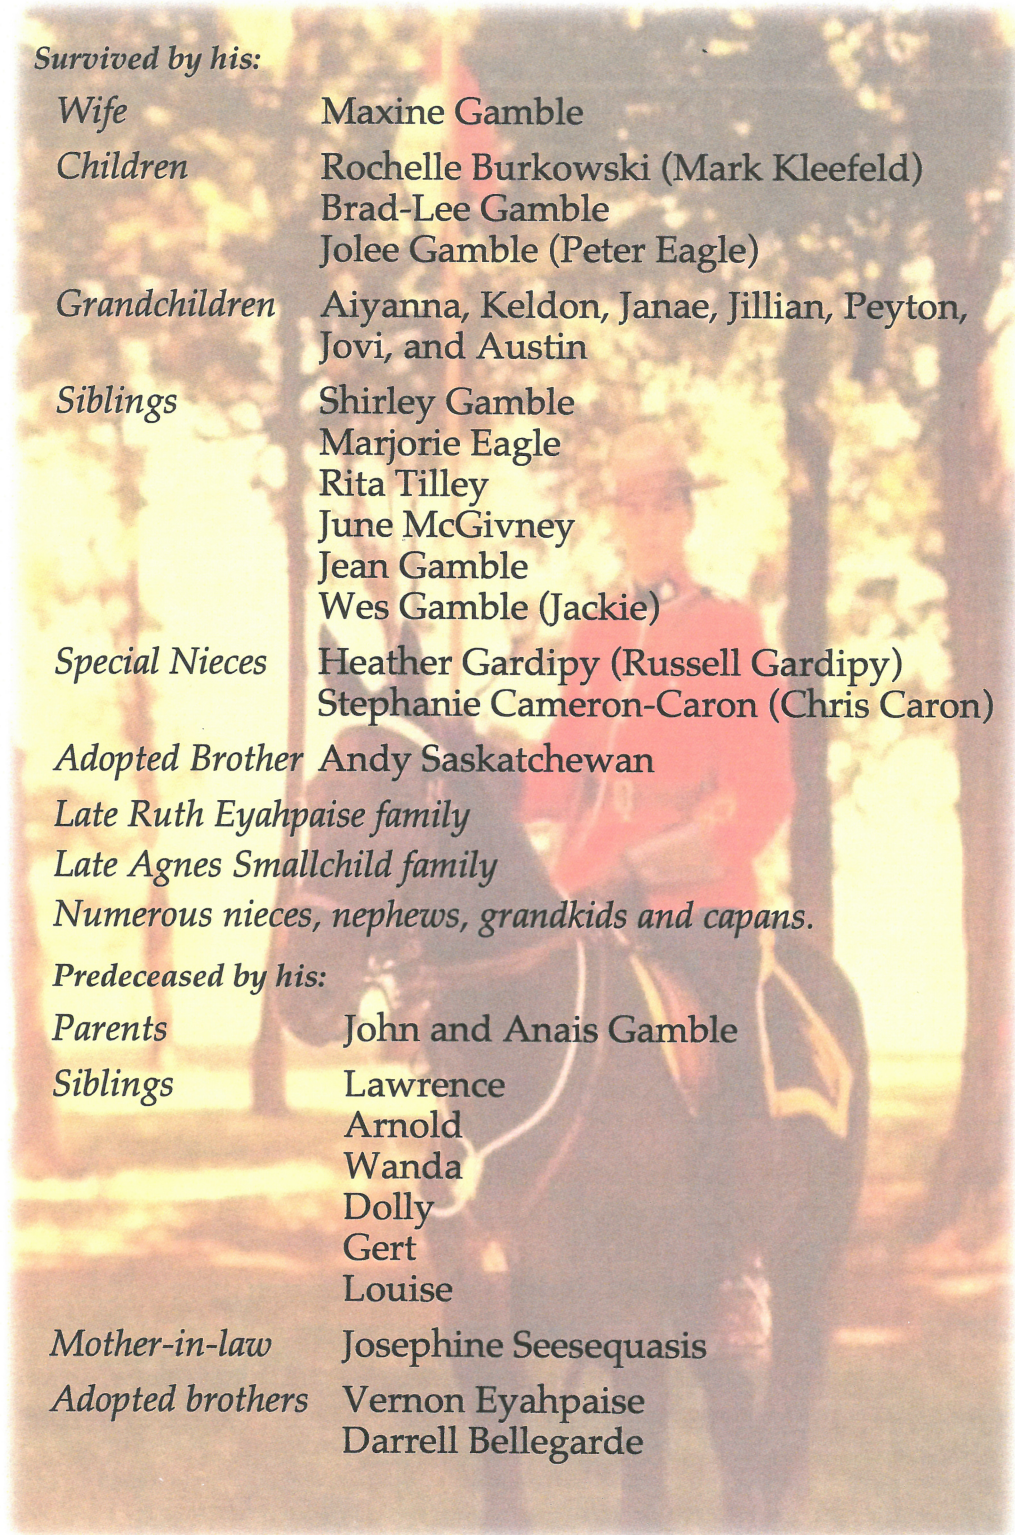 Survived by his:
Wife Maxine Gamble
Children Rochelle Burkowski (Mark Kleefeld)
Brad-Lee Gamble
Jolee Gamble (Peter Eagle)
Grandchildren Aiyanna, Keldon, Janae, Jillian, Peyton,
Jovi, and Austin
Siblings Shirley Gamble
Marjorie Eagle
Rita Tilley
June McGivney
Jean Gamble
Wes Gamble (Jackie)
Special Nieces Heather Gardipy (Russell Gardipy)
Stephanie Cameron-Caron (Chris Caron)
Adopted Brother Andy Saskatchewan
Late Ruth Eyahpaise family
Late Agnes Smallchild family
Numerous nieces, nephews, grandkids and capans.
Predeceased by his:
Parents John and Anais Gamble
Siblings Lawrence
Arnold
Wanda
Dolly
Gert
Louise
Mother-in-law Josephine Seesequasis
Adopted brothers Vernon Eyahpaise
Darrell Bellegarde